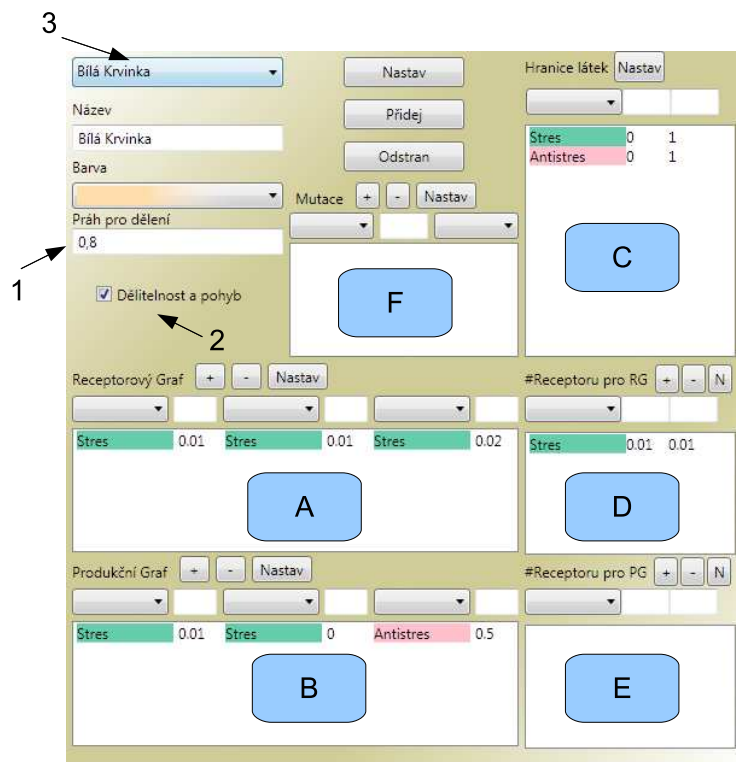 3
Bílá Krvinka
Nastav
Hranice látek Nastav
Název
Přidej
Bílá Krvinka
Stres 0 1
Antistres 0 1
Odstran
Barva
Mutace + - Nastav
Práh pro dělení
0,8
1
C
F
Dělitelnost a pohyb
2
Receptorový Graf + - Nastav
#Receptoru pro RG + - N
Stres 0.01 Stres 0.01 Stres 0.02
Stres 0.01 0.01
A
D
Produkční Graf + - Nastav
#Receptoru pro PG + - N
Stres 0.01 Stres 0 Antistres 0.5
B
E